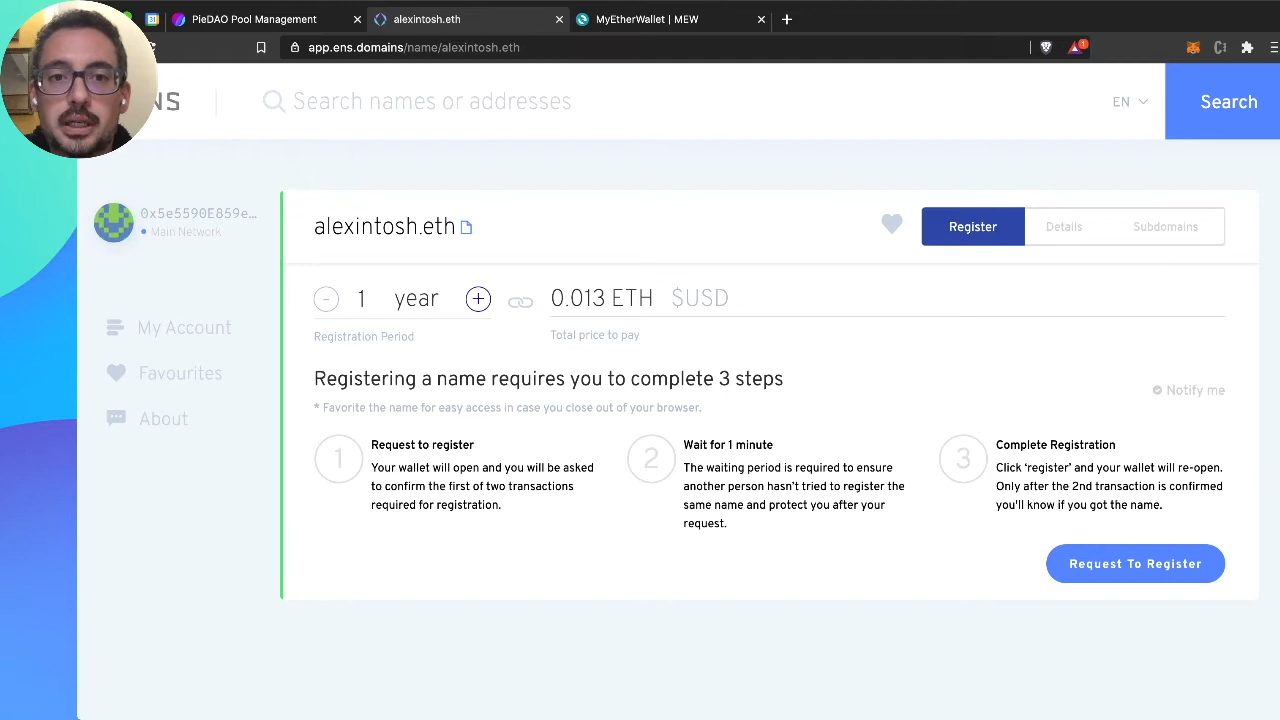 PieDAO Pool Management
alexintosh.eth
MyEtherWallet | MEW
app.ens.domains/name/alexintosh.eth
1
NS
Search names or addresses
EN
Search
0x5e5590E859e...
Main Network
My Account
Favourites
About
alexintosh.eth
Register
Details
Subdomains
- 1 year +
0.013 ETH $USD
Registration Period
Total price to pay
Registering a name requires you to complete 3 steps
* Favorite the name for easy access in case you close out of your browser.
Notify me
1
Request to register
Your wallet will open and you will be asked
to confirm the first of two transactions
required for registration.
2
Wait for 1 minute
The waiting period is required to ensure
another person hasn't tried to register the
same name and protect you after your
request.
3
Complete Registration
Click ‘register’ and your wallet will re-open.
Only after the 2nd transaction is confirmed
you'll know if you got the name.
Request To Register